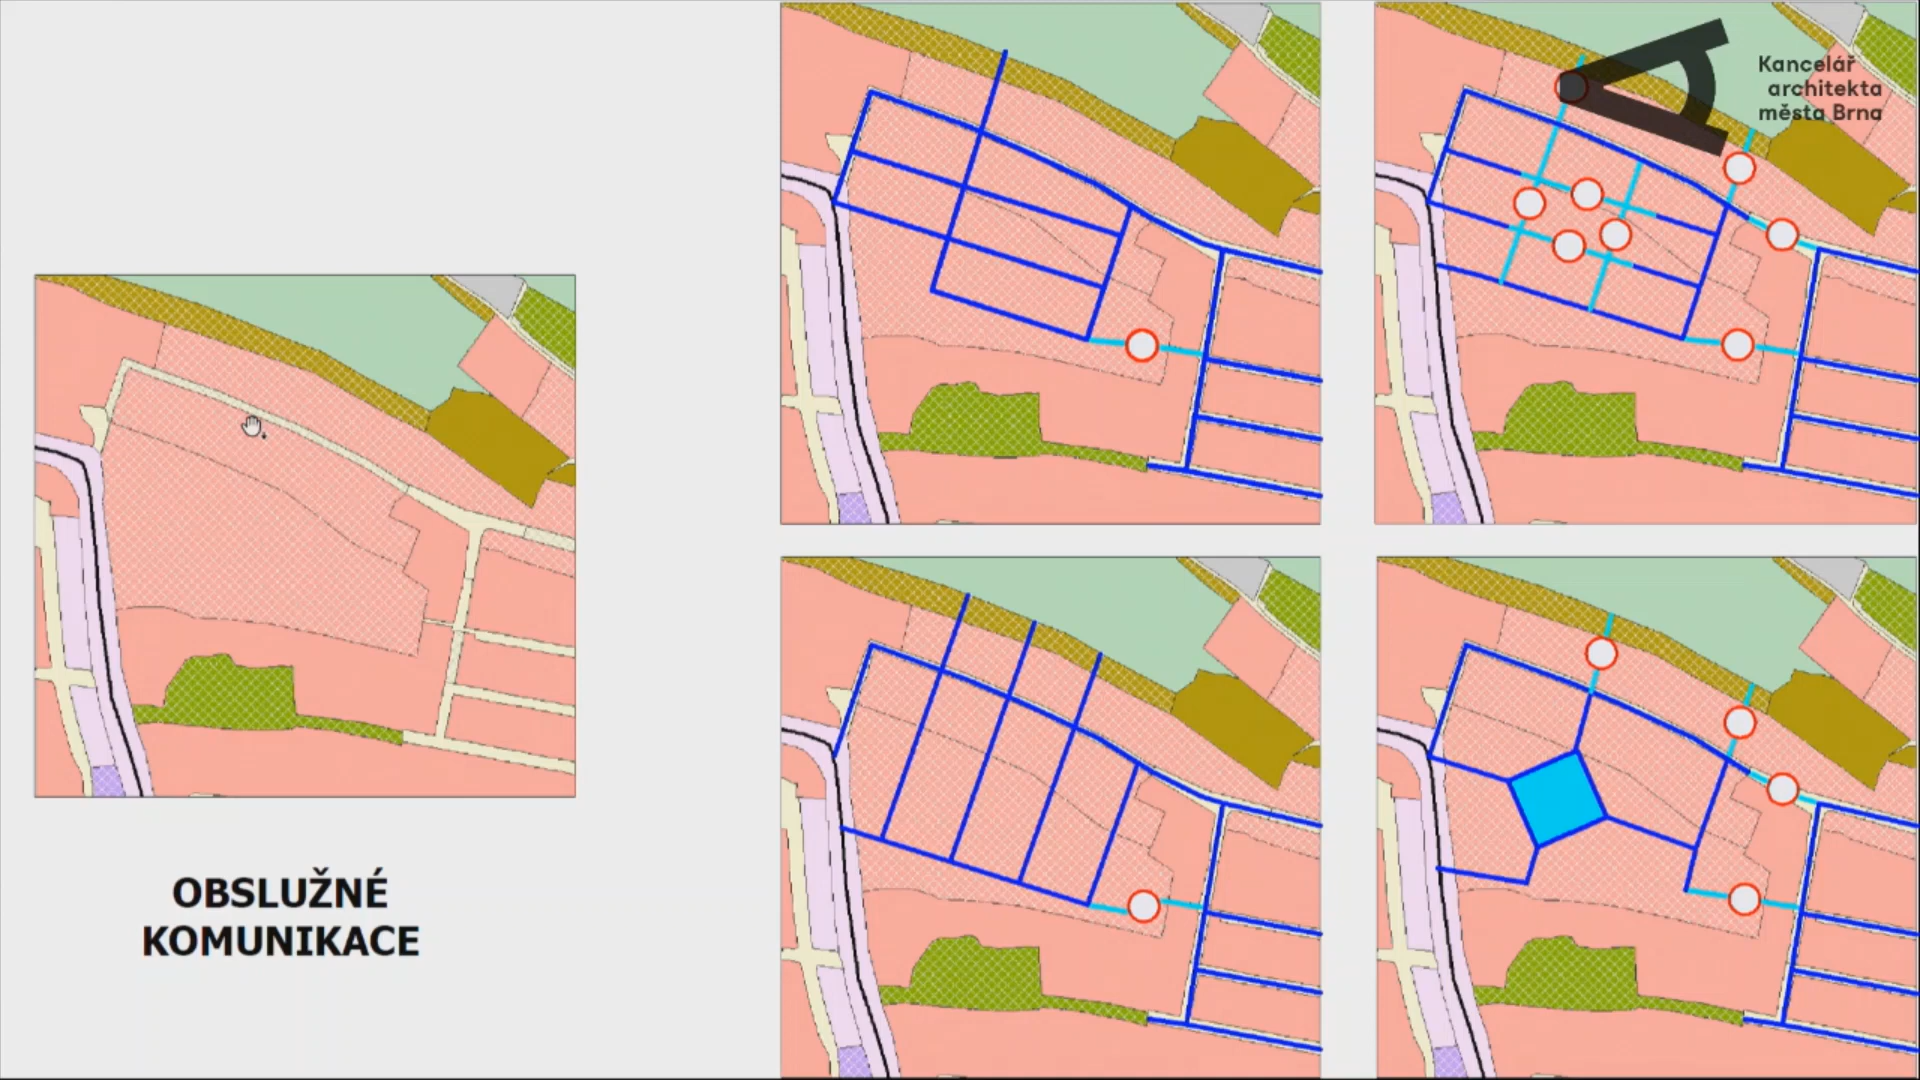 Kancelář
architekta
města Brna
OBSLUŽNÉ
KOMUNIKACE